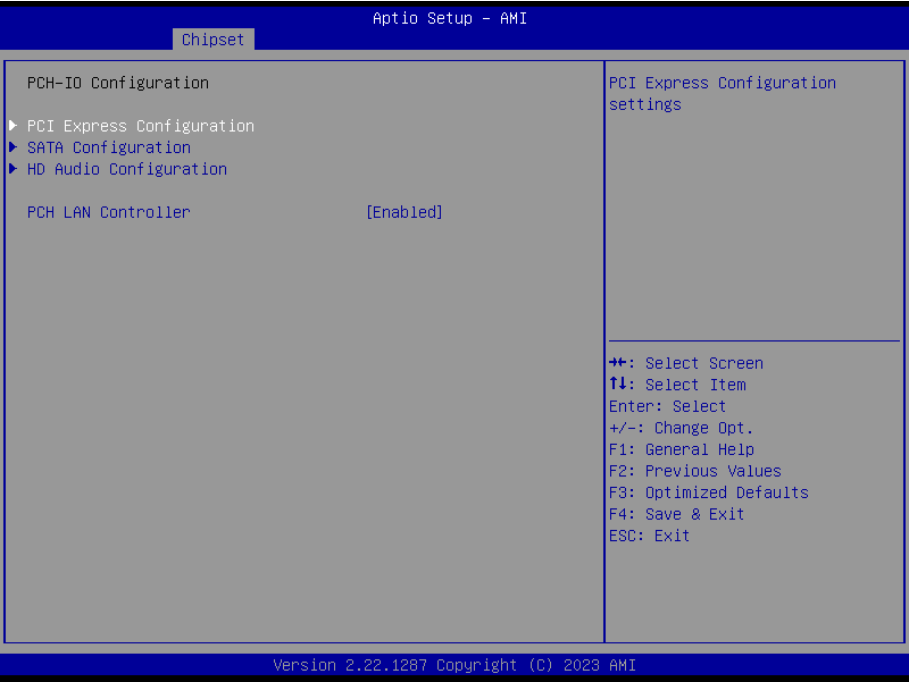 Aptio Setup – AMI
Chipset
PCH-IO Configuration
PCI Express Configuration
SATA Configuration
HD Audio Configuration
PCH LAN Controller [Enabled]
PCI Express Configuration
settings
→←: Select Screen
↑↓: Select Item
Enter: Select
+/-: Change Opt.
F1: General Help
F2: Previous Values
F3: Optimized Defaults
F4: Save & Exit
ESC: Exit
Version 2.22.1287 Copyright (C) 2023 AMI